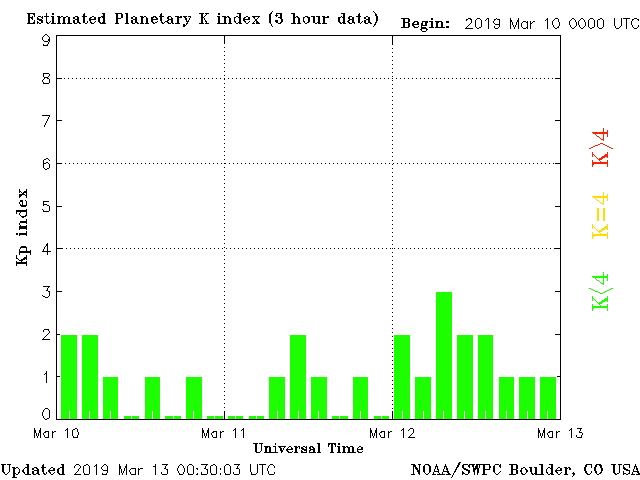 Estimated Planetary K index (3 hour data) Begin: 2019 Mar 10 0000 UTC
9
8
7
6
5
4
3
2
1
0
Kp index
K>4
K=4
K<4
Mar 10 Mar 11 Mar 12 Mar 13
Universal Time
Updated 2019 Mar 13 00:30:03 UTC NOAA/SWPC Boulder, CO USA